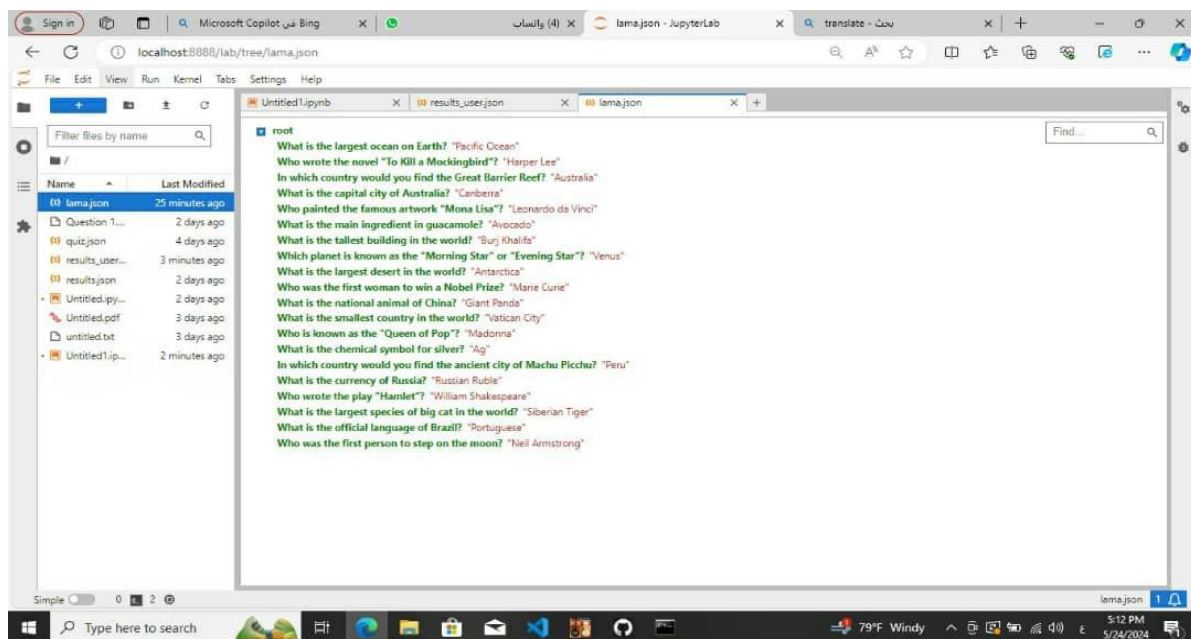 Sign in
Microsoft Copilot في Bing
واتساب (4)
lama.json - JupyterLab
translate - بحث
localhost:8888/lab/tree/lama.json
File Edit View Run Kernel Tabs Settings Help
Untitled1.ipynb
results_user.json
lama.json
Filter files by name
/
Name Last Modified
lama.json 25 minutes ago
Question 1.... 2 days ago
quiz.json 4 days ago
results_user... 3 minutes ago
results.json 2 days ago
Untitled.ipy... 2 days ago
Untitled.pdf 3 days ago
untitled.txt 3 days ago
Untitled1.ip... 2 minutes ago
Find...
root
What is the largest ocean on Earth? "Pacific Ocean"
Who wrote the novel "To Kill a Mockingbird"? "Harper Lee"
In which country would you find the Great Barrier Reef? "Australia"
What is the capital city of Australia? "Canberra"
Who painted the famous artwork "Mona Lisa"? "Leonardo da Vinci"
What is the main ingredient in guacamole? "Avocado"
What is the tallest building in the world? "Burj Khalifa"
Which planet is known as the "Morning Star" or "Evening Star"? "Venus"
What is the largest desert in the world? "Antarctica"
Who was the first woman to win a Nobel Prize? "Marie Curie"
What is the national animal of China? "Giant Panda"
What is the smallest country in the world? "Vatican City"
Who is known as the "Queen of Pop"? "Madonna"
What is the chemical symbol for silver? "Ag"
In which country would you find the ancient city of Machu Picchu? "Peru"
What is the currency of Russia? "Russian Ruble"
Who wrote the play "Hamlet"? "William Shakespeare"
What is the largest species of big cat in the world? "Siberian Tiger"
What is the official language of Brazil? "Portuguese"
Who was the first person to step on the moon? "Neil Armstrong"
Simple 0 2
lama.json 1
Type here to search
79°F Windy
ع
5:12 PM
5/24/2024